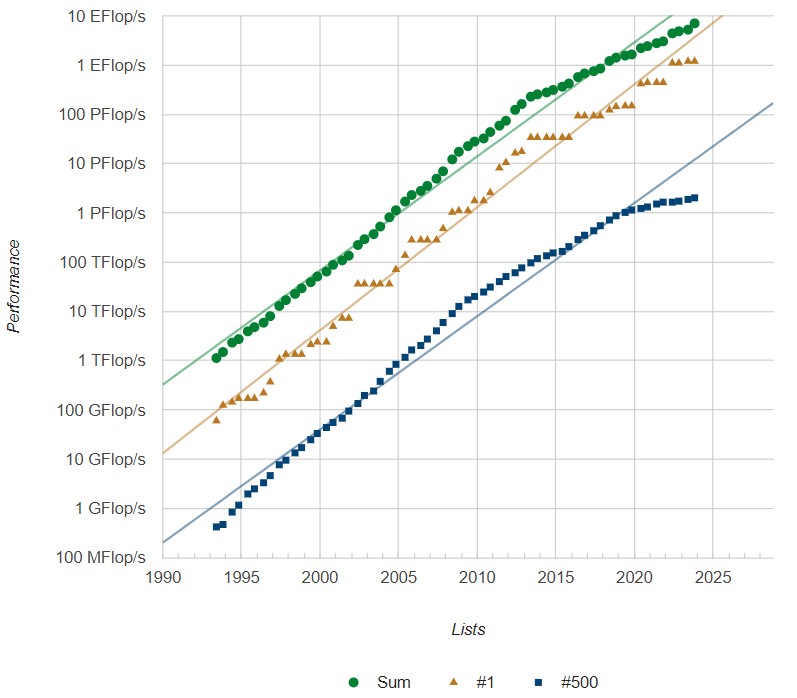 10 EFlop/s
1 EFlop/s
100 PFlop/s
10 PFlop/s
1 PFlop/s
100 TFlop/s
10 TFlop/s
1 TFlop/s
100 GFlop/s
10 GFlop/s
1 GFlop/s
100 MFlop/s
Performance
1990 1995 2000 2005 2010 2015 2020 2025
Lists
Sum #1 #500